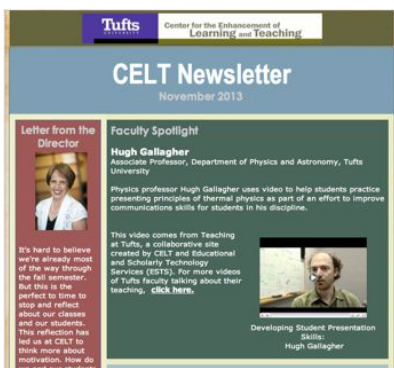 Tufts
UNIVERSITY
Center for the Enhancement of
Learning and Teaching
CELT Newsletter
November 2013
Letter from the
Director
It's hard to believe
we're already most
of the way through
the fall semester.
But this is the
perfect to time to
stop and reflect
about our classes
and our students.
This reflection has
led us at CELT to
think more about
motivation. How do
we and our students
Faculty Spotlight
Hugh Gallagher
Associate Professor, Department of Physics and Astronomy, Tufts
University
Physics professor Hugh Gallagher uses video to help students practice
presenting principles of thermal physics as part of an effort to improve
communications skills for students in his discipline.
This video comes from Teaching
at Tufts, a collaborative site
created by CELT and Educational
and Scholarly Technology
Services (ESTS). For more videos
of Tufts faculty talking about their
teaching, click here.
Developing Student Presentation
Skills:
Hugh Gallagher